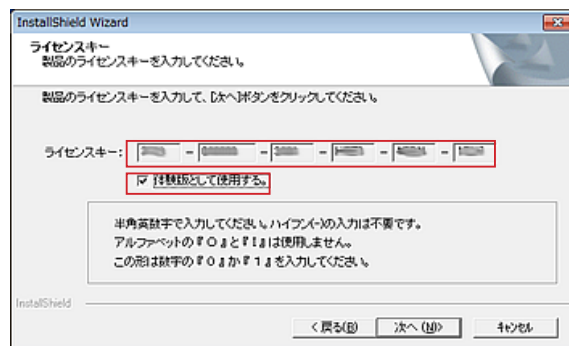 InstallShield Wizard
ライセンスキー
製品のライセンスキーを入力してください。
製品のライセンスキーを入力して、[次へ]ボタンをクリックしてください。
ライセンスキー： - - - - -
体験版として使用する。
半角英数字で入力してください。ハイフン(-)の入力は不要です。
アルファベットの『O』と『I』は使用しません。
この形は数字の『0』か『1』を入力してください。
InstallShield
< 戻る(B) 次へ(N)> キャンセル